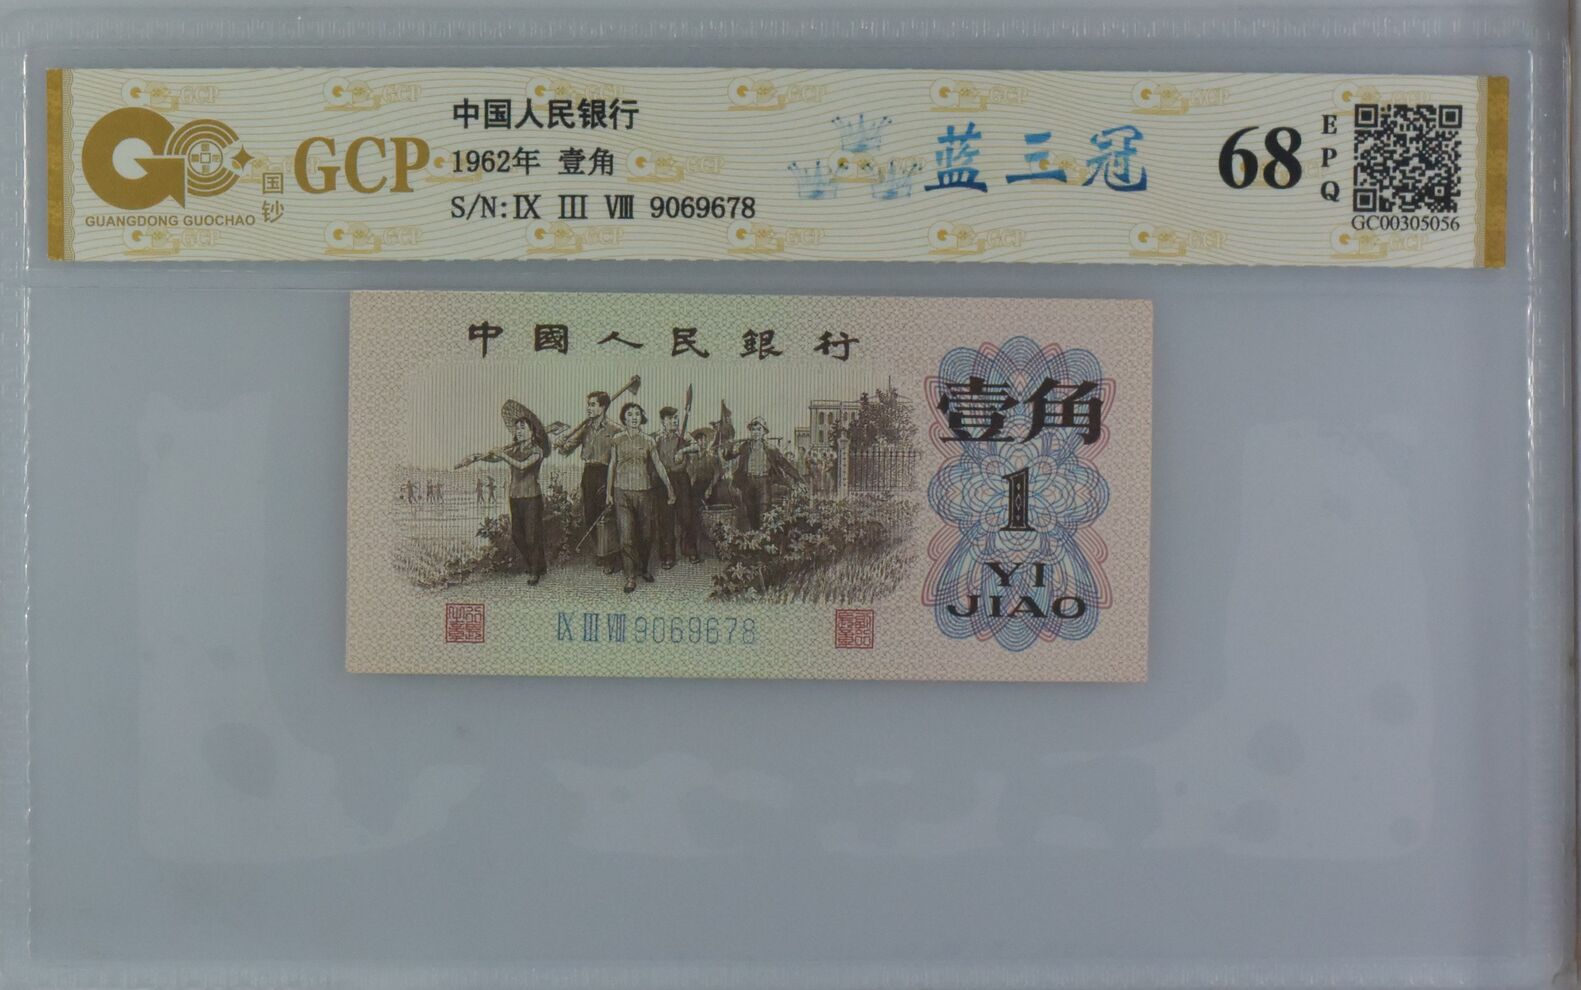 GCP
国钞
GUANGDONG GUOCHAO
中国人民银行
1962年 壹角
S/N:Ⅸ Ⅲ Ⅷ 9069678
蓝三冠
68
EPQ
GC00305056
中國人民銀行
壹角
1
YI
JIAO
Ⅸ Ⅲ Ⅷ 9069678